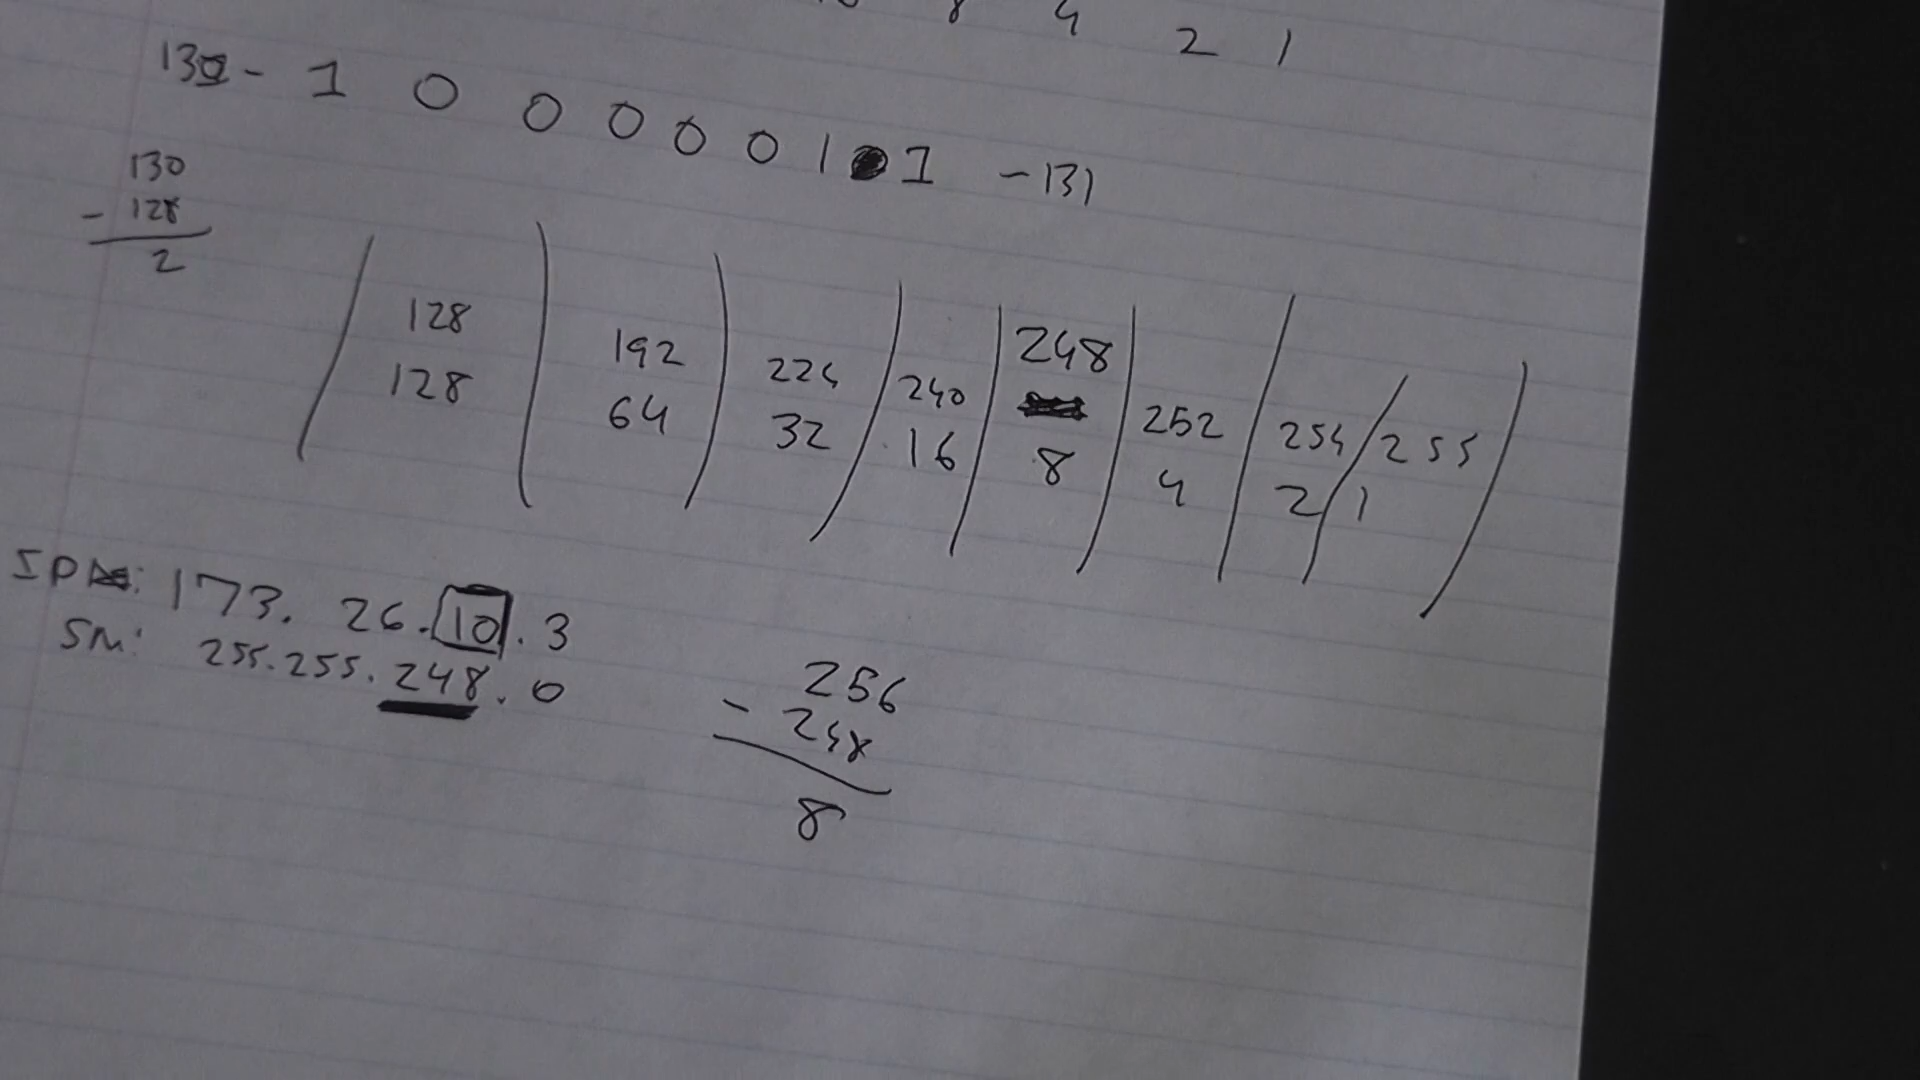 8 4 2 1
130 - 1 0 0 0 0 0 1 1 - 131
130
- 128
2
128 192 224 240 248 252 254 255
128 64 32 16 8 4 2 1
IP: 173. 26. 10. 3
SM: 255.255. 248. 0
256
- 248
8